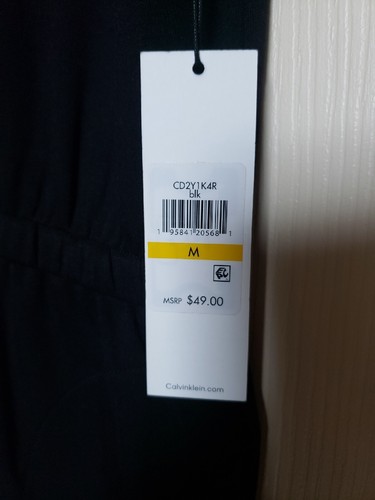 CD2Y1K4R
blk
1 95841 20568 1
M
MSRP $49.00
Calvinklein.com